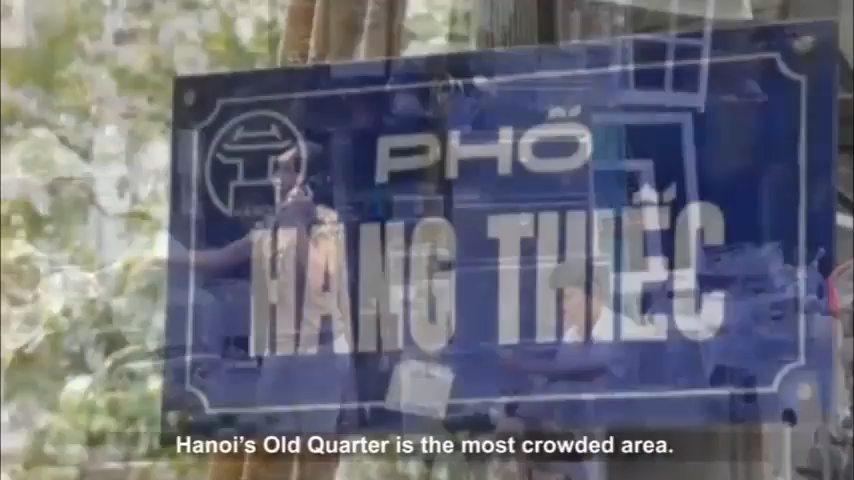 PHỐ
HÀNG THIẾC
Hanoi's Old Quarter is the most crowded area.